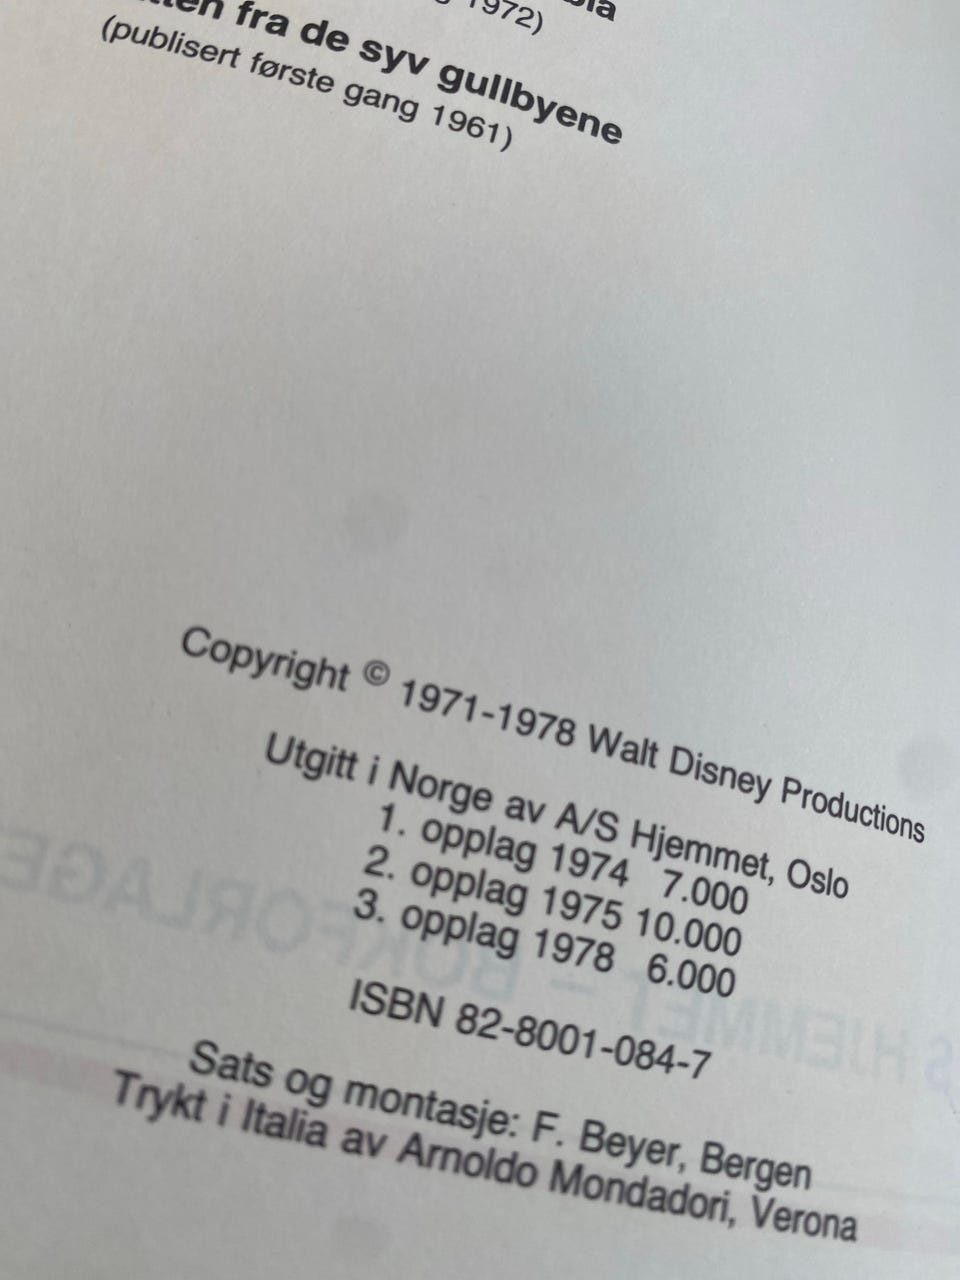 1972)
fra de syv gullbyene
(publisert første gang 1961)
Copyright © 1971-1978 Walt Disney Productions
Utgitt i Norge av A/S Hjemmet, Oslo
1. opplag 1974 7.000
2. opplag 1975 10.000
3. opplag 1978 6.000
ISBN 82-8001-084-7
Sats og montasje: F. Beyer, Bergen
Trykt i Italia av Arnoldo Mondadori, Verona